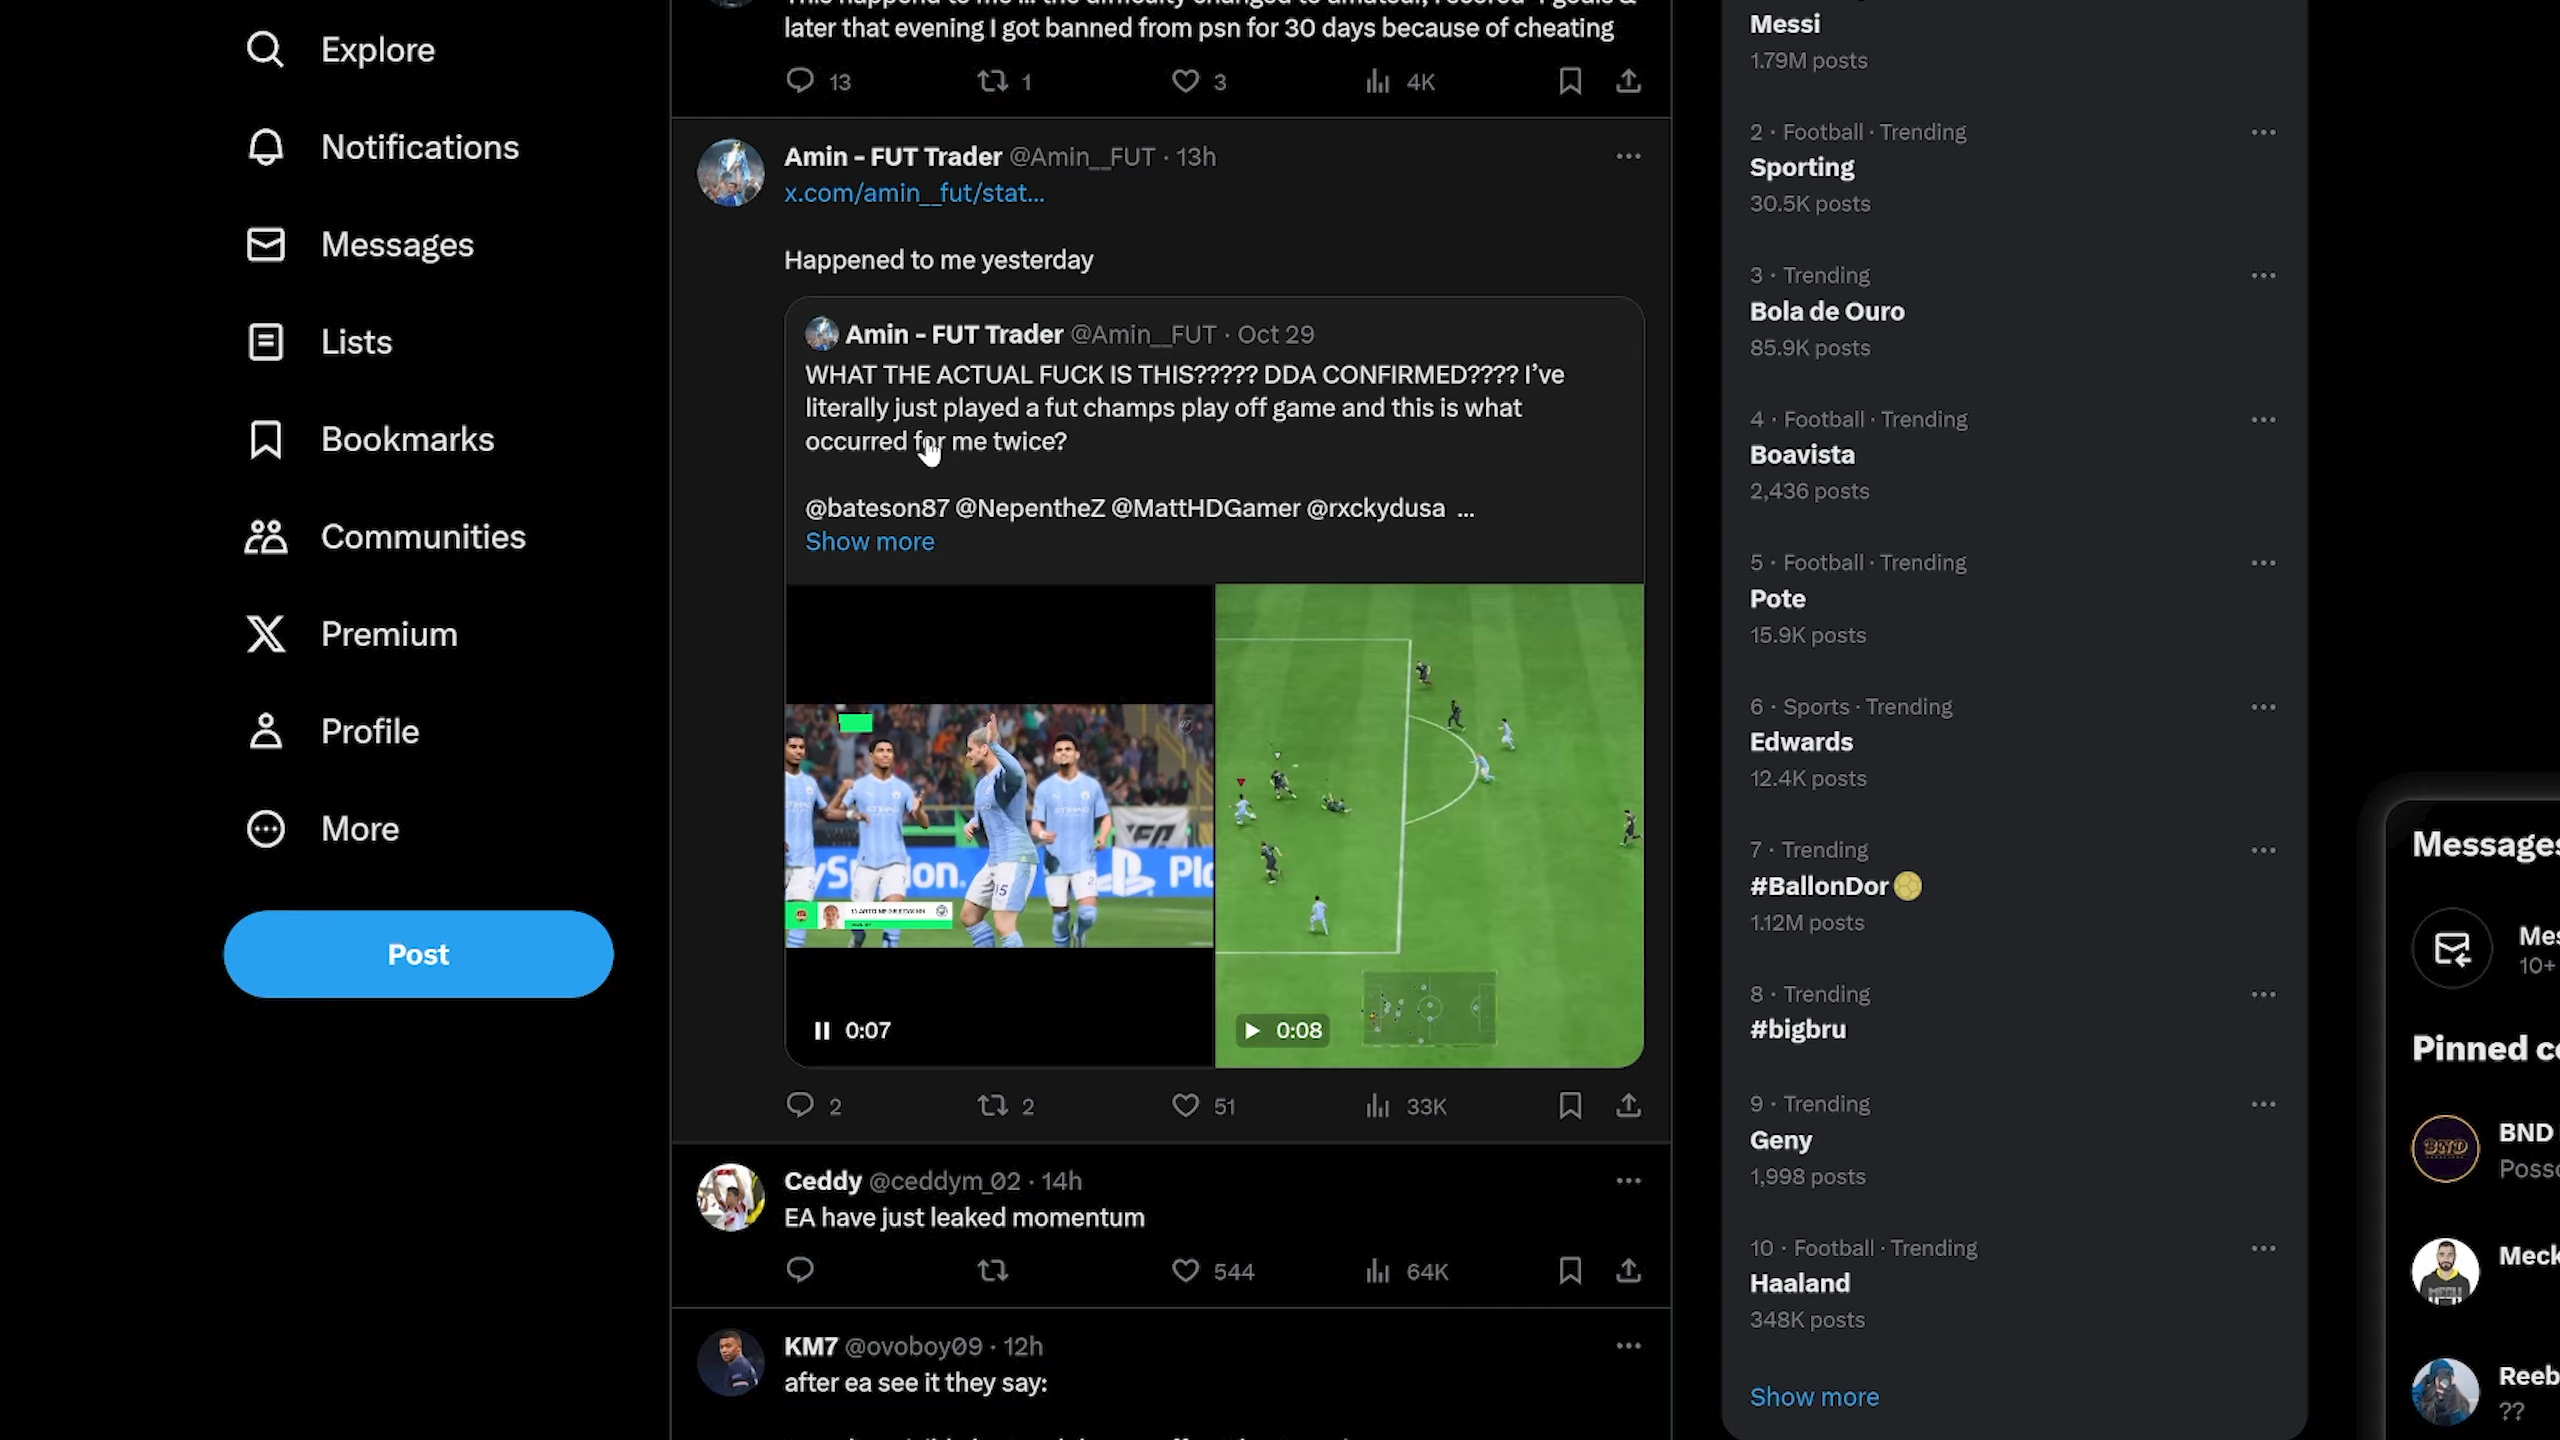 Explore
Notifications
Messages
Lists
Bookmarks
Communities
Premium
Profile
More
Post
later that evening I got banned from psn for 30 days because of cheating
13 1 3 4K
Amin - FUT Trader @Amin__FUT · 13h
x.com/amin__fut/stat...
Happened to me yesterday
Amin - FUT Trader @Amin__FUT · Oct 29
WHAT THE ACTUAL FUCK IS THIS????? DDA CONFIRMED???? I've
literally just played a fut champs play off game and this is what
occurred for me twice?
@bateson87 @NepentheZ @MattHDGamer @rxckydusa ...
Show more
0:07
0:08
2 2 51 33K
Ceddy @ceddym_02 · 14h
EA have just leaked momentum
544 64K
KM7 @ovoboy09 · 12h
after ea see it they say:
Messi
1.79M posts
2 · Football · Trending
Sporting
30.5K posts
3 · Trending
Bola de Ouro
85.9K posts
4 · Football · Trending
Boavista
2,436 posts
5 · Football · Trending
Pote
15.9K posts
6 · Sports · Trending
Edwards
12.4K posts
7 · Trending
#BallonDor
1.12M posts
8 · Trending
#bigbru
9 · Trending
Geny
1,998 posts
10 · Football · Trending
Haaland
348K posts
Show more
Messages
10+
Pinned
BND
??